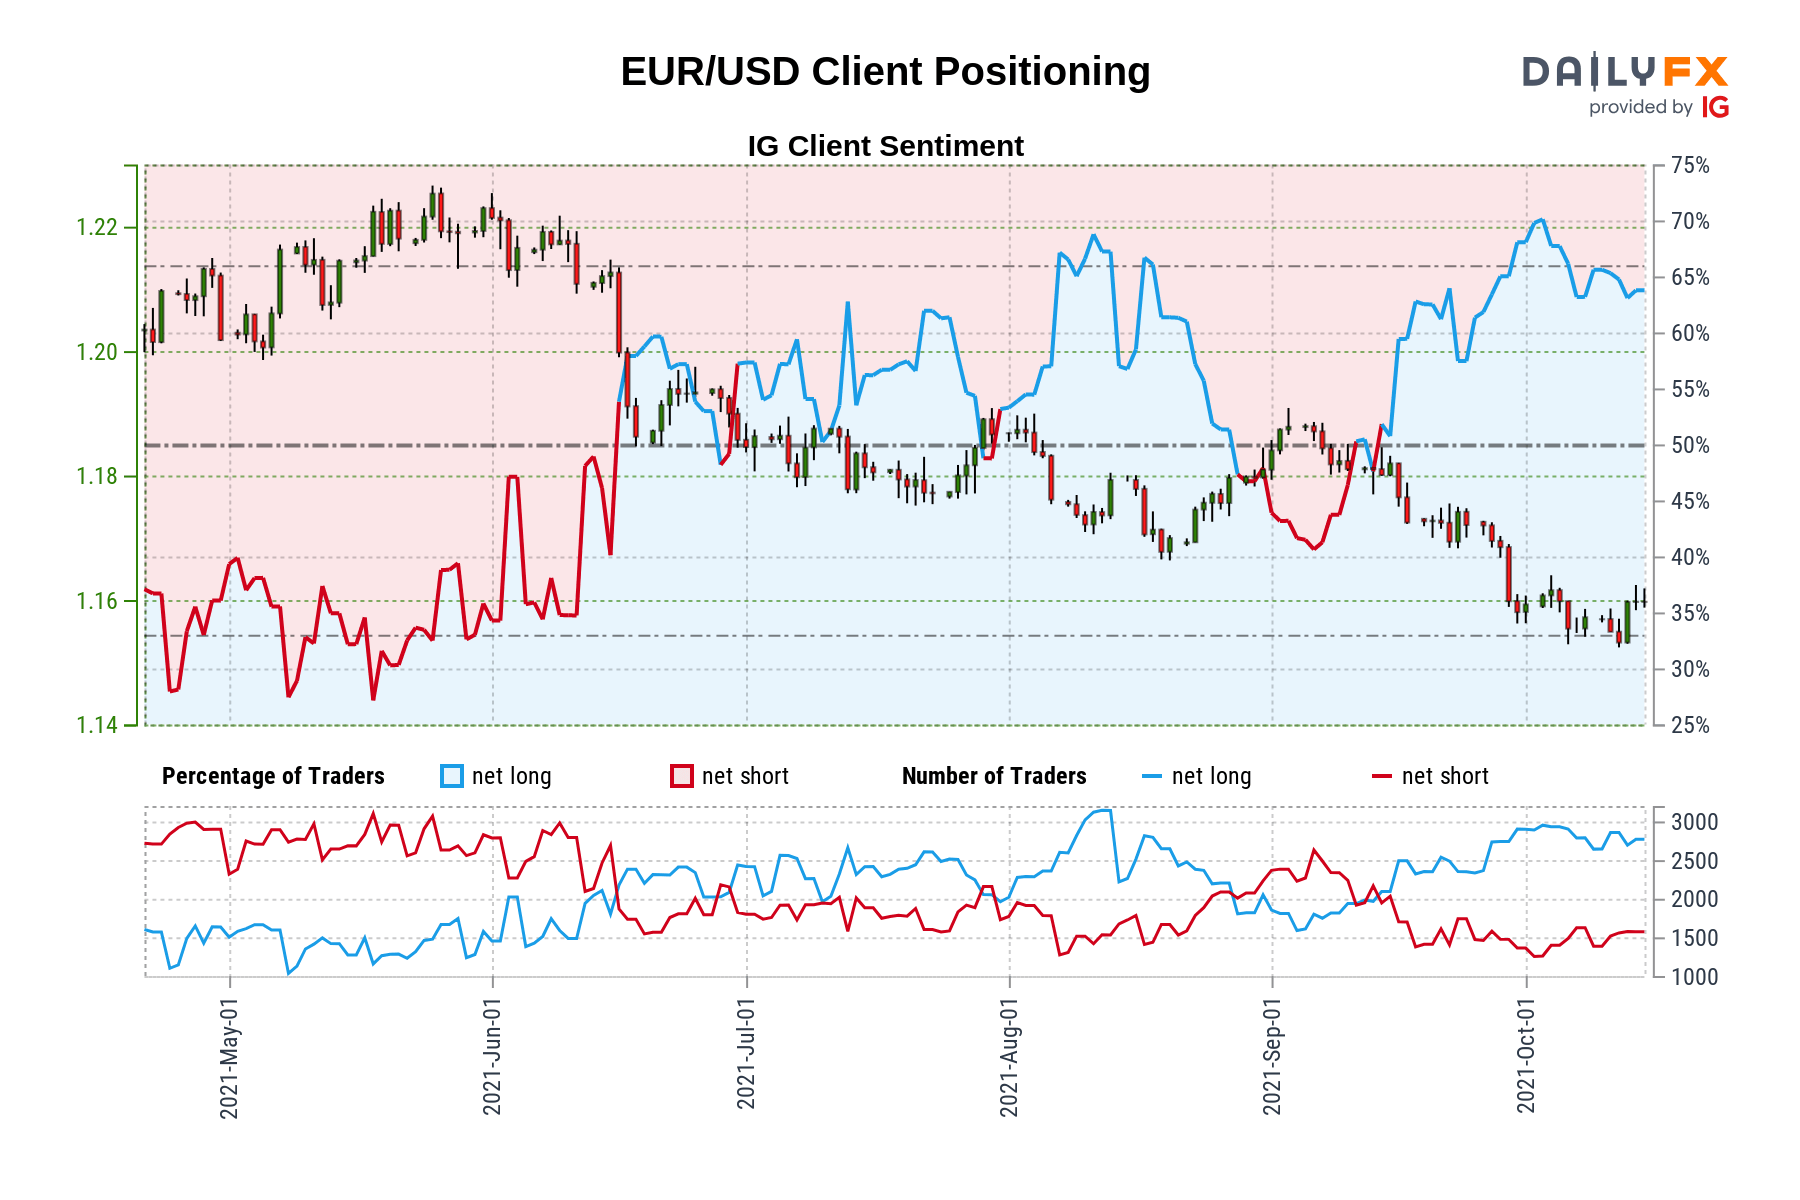 EUR/USD Client Positioning
DAILYFX
provided by IG
IG Client Sentiment
1.22
1.20
1.18
1.16
1.14
75%
70%
65%
60%
55%
50%
45%
40%
35%
30%
25%
Percentage of Traders net long net short Number of Traders net long net short
3000
2500
2000
1500
1000
2021-May-01
2021-Jun-01
2021-Jul-01
2021-Aug-01
2021-Sep-01
2021-Oct-01